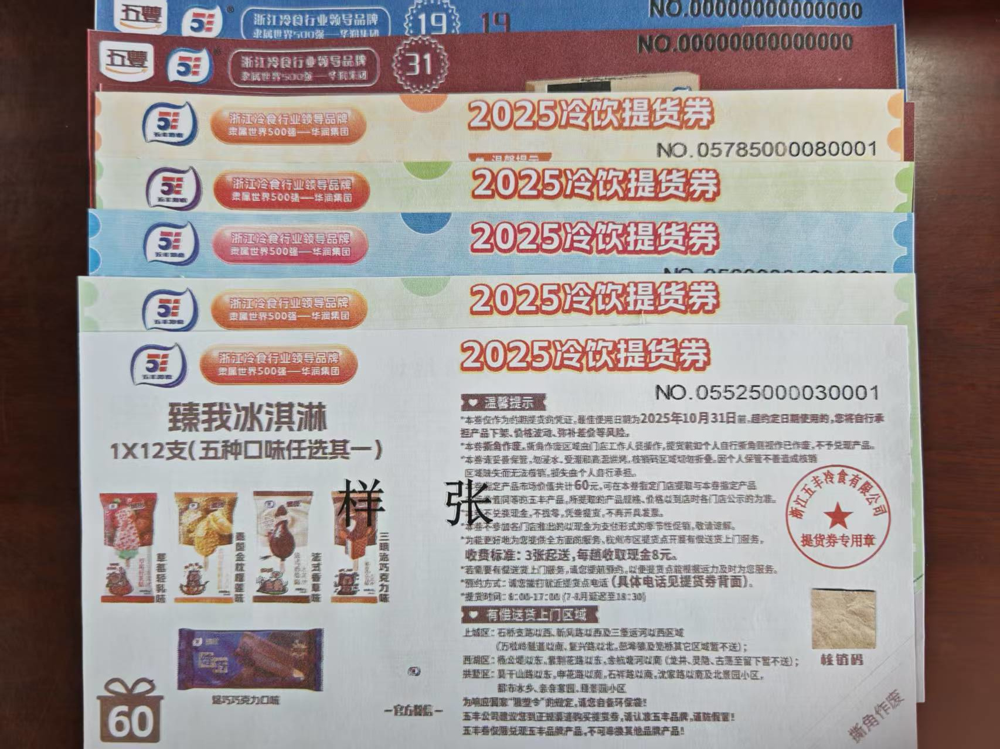 五豐
®
浙江冷食行业领导品牌
隶属世界500强——华润集团
19
19
NO.00000000000000
五豐
®
浙江冷食行业领导品牌
隶属世界500强——华润集团
31
NO.00000000000000
浙江冷食行业领导品牌
隶属世界500强——华润集团
2025冷饮提货券
NO.05785000080001
温馨提示
浙江冷食行业领导品牌
隶属世界500强——华润集团
2025冷饮提货券
浙江冷食行业领导品牌
隶属世界500强——华润集团
2025冷饮提货券
浙江冷食行业领导品牌
隶属世界500强——华润集团
2025冷饮提货券
浙江冷食行业领导品牌
隶属世界500强——华润集团
2025冷饮提货券
NO.05525000030001
臻我冰淇淋
1X12支(五种口味任选其一)
样 张
草莓轻乳味
泰国金枕榴莲味
法式香草味
三重浓巧巧克力味
巧克力口味
60
官方微信
温馨提示
*本券仅作为约期提货的凭证,最佳使用日期为2025年10月31日前,超约定日期使用的,您将自行承
担产品下架、价格波动、弥补差价等风险。
*本券撕角作废。撕角作废区域由门店工作人员操作,提货前如个人自行撕角则视作已作废,不予兑现产品。
*本券请妥善保管,勿浸水、受潮和高温烘烤,核销码区域切勿折叠。因个人保管不善造成核销
区域缺失而无法核销,损失由个人自行承担。
本券指定产品市场价值共计60元,可在本券指定门店提取与本券指定产品
价值同等的五丰产品,所提取的产品规格、价格以到店时各门店公示的为准。
不兑换现金,不找零,凭券提货,不再开具发票。
*本券不参加各门店推出的以现金为支付形式的季节性促销,敬请谅解。
*为能更好地为您提供全方面的服务,杭州市区提货点开展有偿送货上门服务,
收费标准:3张起送,每趟收取现金8元。
*若需要有偿送货上门服务,请您提前预约,以便提货点能根据运力及时为您服务。
*预约方式:请您拨打就近提货点电话(具体电话见提货券背面)。
*提货时间:8:00-17:00 (7-8月延迟至18:30)
有偿送货上门区域
上城区:石桥支路以西、新风路以西及三堡运河以西区域
(万松岭隧道以南、复兴路以北,其它区域暂不送);
西湖区:杨公堤以东、紫荆花路以东,余杭塘河以南(龙井、灵隐、古荡至留下暂不送);
拱墅区:莫干山路以东,申花路以南,石祥路以南,沈家路以南及北景园小区,
都市水乡、亲亲家园、小区
为响应国家“限塑令”的规定,请您自备环保袋!
五丰公司建议您到正规渠道购买提货券,请认准五丰品牌,谨防假冒!
五丰券仅限兑现五丰品牌产品,不可兑换其他品牌产品!!
浙江五丰冷食有限公司
提货券专用章
核销码
撕角作废